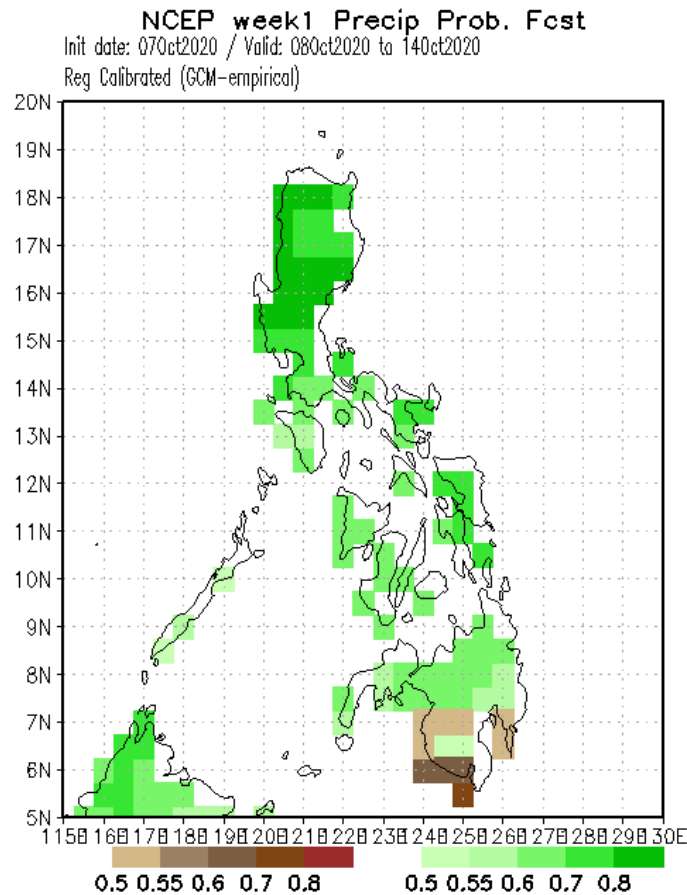 NCEP week1 Precip Prob. Fcst
Init date: 07Oct2020 / Valid: 08Oct2020 to 14Oct2020
Reg Calibrated (GCM-empirical)
20N
19N
18N
17N
16N
15N
14N
13N
12N
11N
10N
9N
8N
7N
6N
5N
115E 116E 117E 118E 119E 120E 121E 122E 123E 124E 125E 126E 127E 128E 129E 130E
0.5 0.55 0.6 0.7 0.8 0.5 0.55 0.6 0.7 0.8